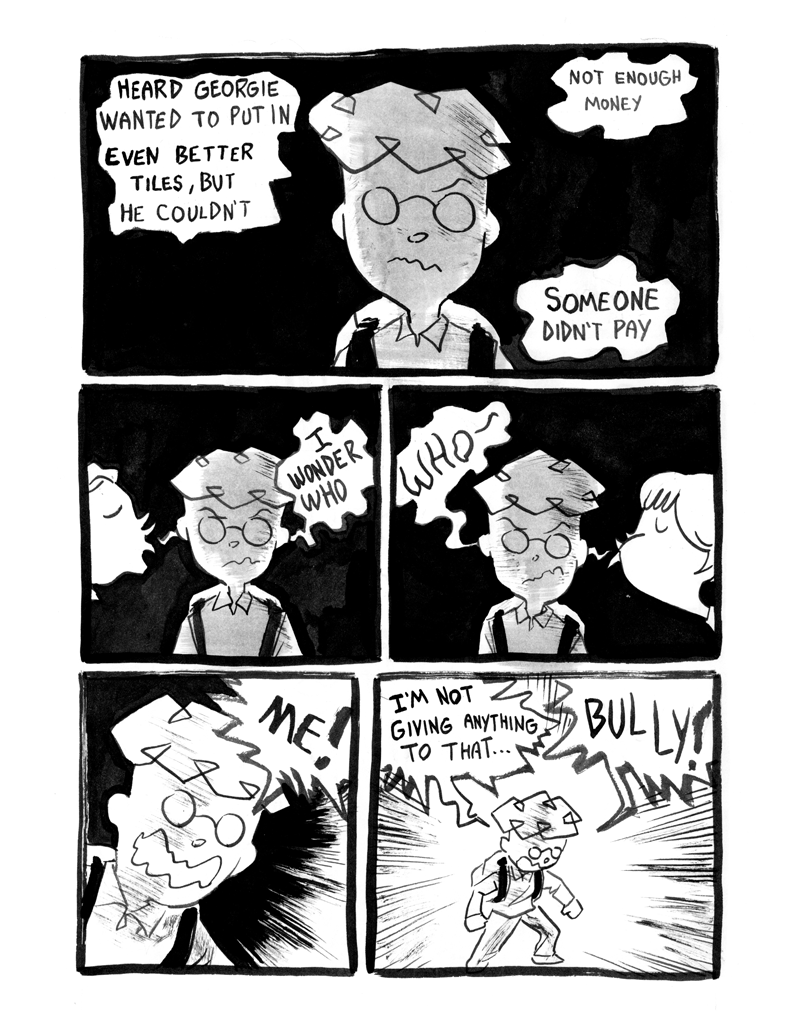 HEARD GEORGIE
WANTED TO PUT IN
EVEN BETTER
TILES, BUT
HE COULDN'T
NOT ENOUGH
MONEY
SOMEONE
DIDN'T PAY
I
WONDER
WHO
WHO~
ME!
I'M NOT
GIVING ANYTHING
TO THAT...
BULLY!